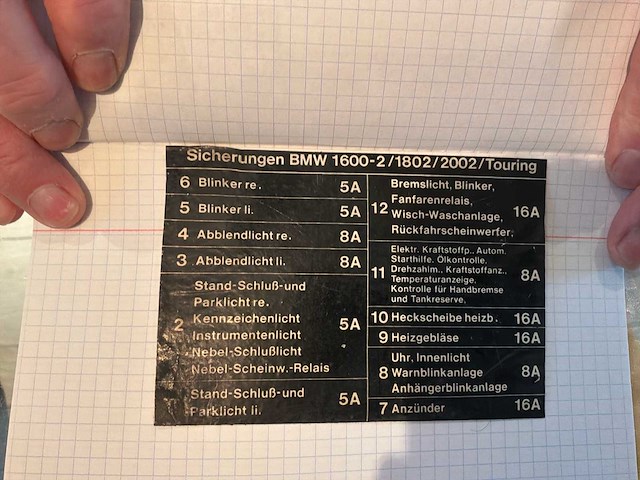 Sicherungen BMW 1600-2/1802/2002/Touring
6 Blinker re. 5A
5 Blinker li. 5A
4 Abblendlicht re. 8A
3 Abblendlicht li. 8A
Stand-Schluß-und
Parklicht re.
Kennzeichenlicht
2 Instrumentenlicht 5A
Nebel-Schlußlicht
Nebel-Scheinw.-Relais
Stand-Schluß-und
Parklicht li. 5A
Bremslicht, Blinker,
Fanfarenrelais,
12 Wisch-Waschanlage, 16A
Rückfahrscheinwerfer,
Elektr. Kraftstoffp., Autom.
Starthilfe. Ölkontrolle.
11 Drehzahlm., Kraftstoffanz., 8A
Temperaturanzeige.
Kontrolle für Handbremse
und Tankreserve,
10 Heckscheibe heizb. 16A
9 Heizgebläse 16A
Uhr, Innenlicht
8 Warnblinkanlage 8A
Anhängerblinkanlage
7 Anzünder 16A